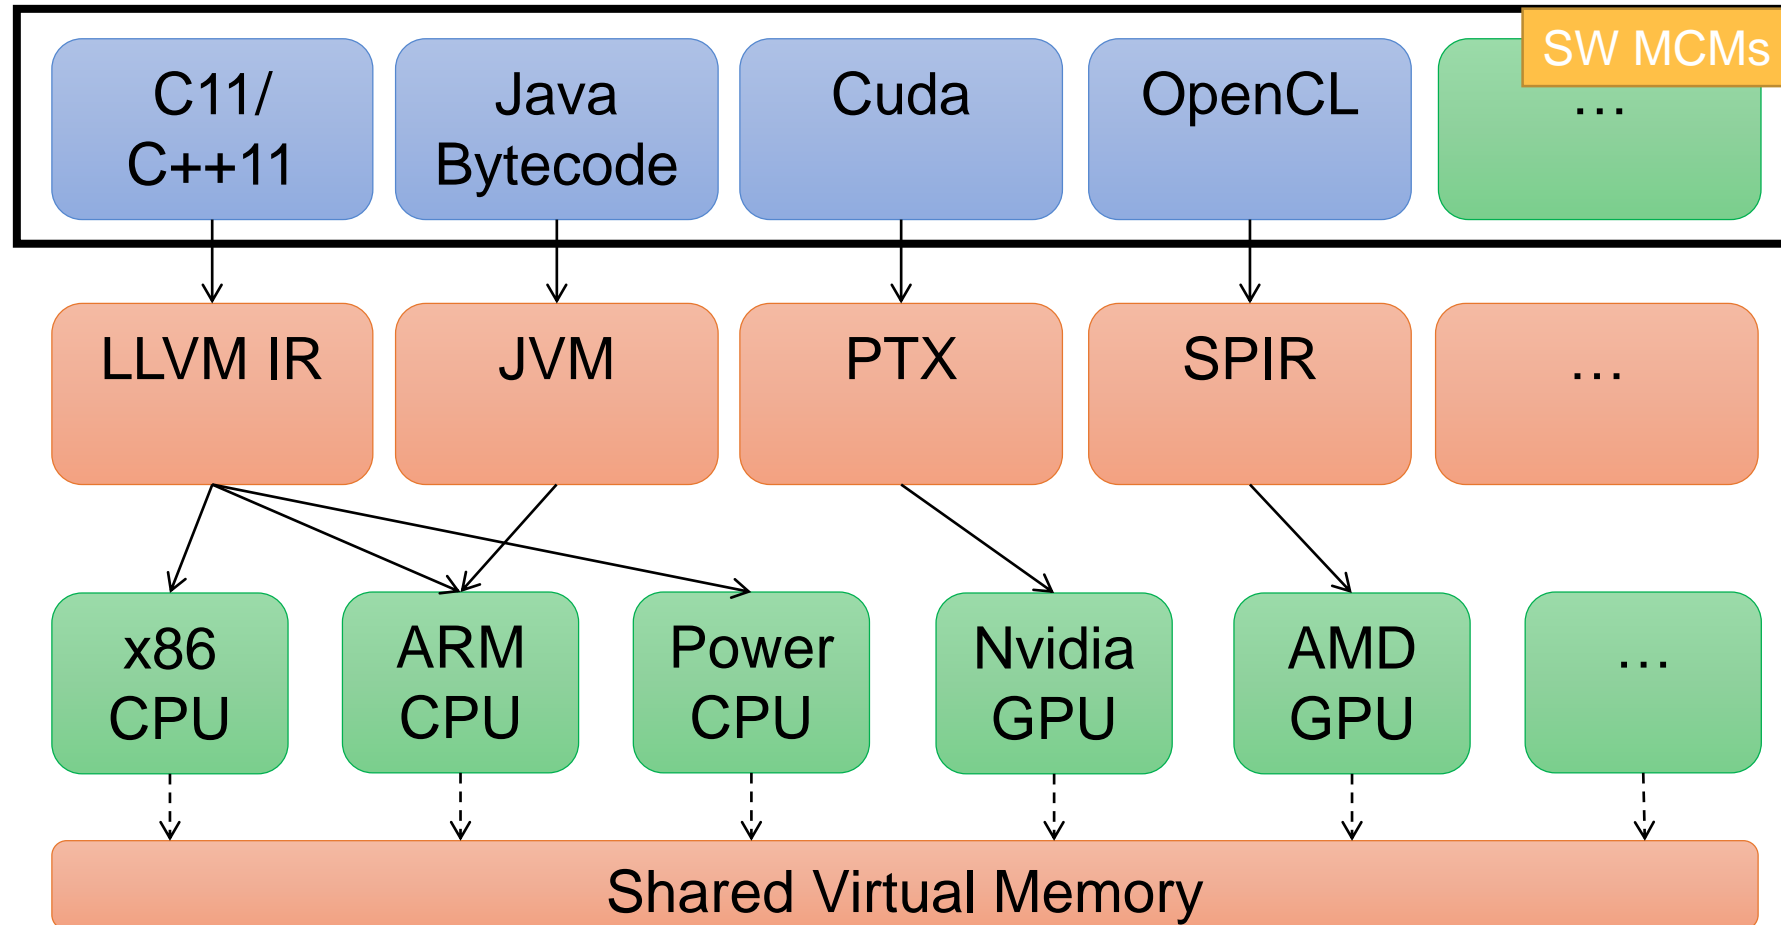 SW MCMs
C11/
C++11
Java
Bytecode
Cuda
OpenCL
…
LLVM IR
JVM
PTX
SPIR
…
x86
CPU
ARM
CPU
Power
CPU
Nvidia
GPU
AMD
GPU
…
Shared Virtual Memory